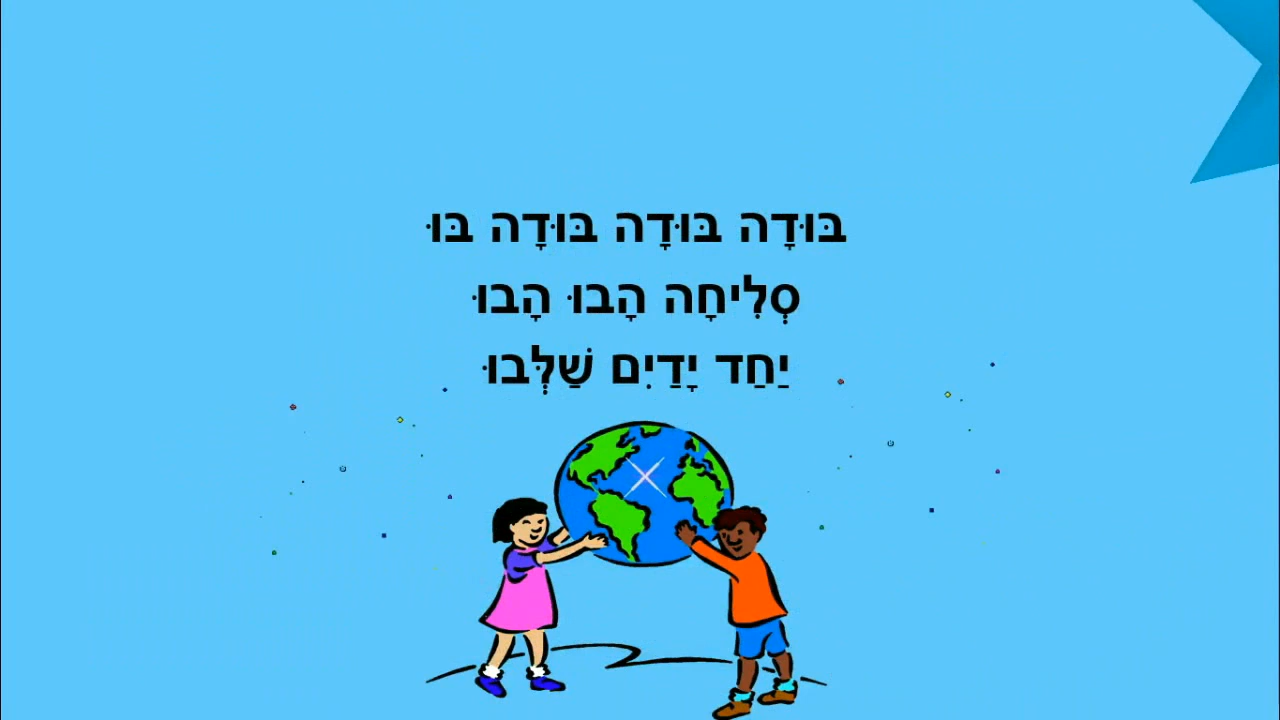 בּוּדָה בּוּדָה בּוּדָה בּוּ
סְלִיחָה הָבוּ הָבוּ
יַחַד יָדַיִם שַׁלְּבוּ